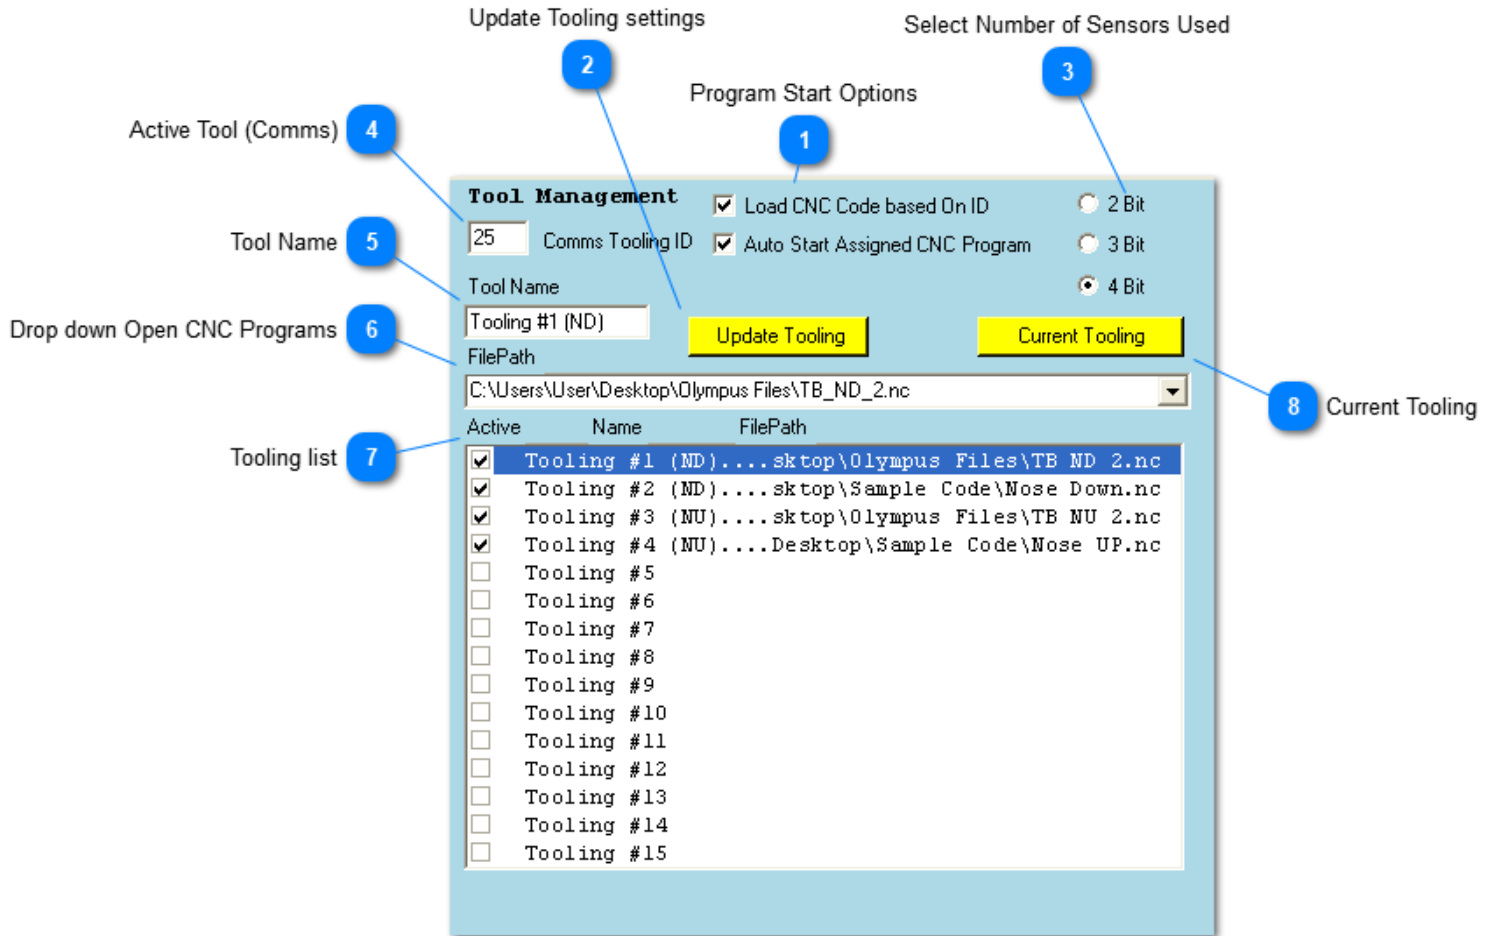 Update Tooling settings
Select Number of Sensors Used
2
3
Program Start Options
Active Tool (Comms) 4
1
Tool Management
Load CNC Code based On ID
2 Bit
Tool Name 5
25 Comms Tooling ID
Auto Start Assigned CNC Program
3 Bit
Tool Name
4 Bit
Drop down Open CNC Programs 6
Tooling #1 (ND)
Update Tooling
Current Tooling
FilePath
C:\Users\User\Desktop\Olympus Files\TB_ND_2.nc
8 Current Tooling
Active Name FilePath
Tooling list 7
Tooling #1 (ND)....sktop\Olympus Files\TB ND 2.nc
Tooling #2 (ND)....sktop\Sample Code\Nose Down.nc
Tooling #3 (NU)....sktop\Olympus Files\TB NU 2.nc
Tooling #4 (NU)....Desktop\Sample Code\Nose UP.nc
Tooling #5
Tooling #6
Tooling #7
Tooling #8
Tooling #9
Tooling #10
Tooling #11
Tooling #12
Tooling #13
Tooling #14
Tooling #15